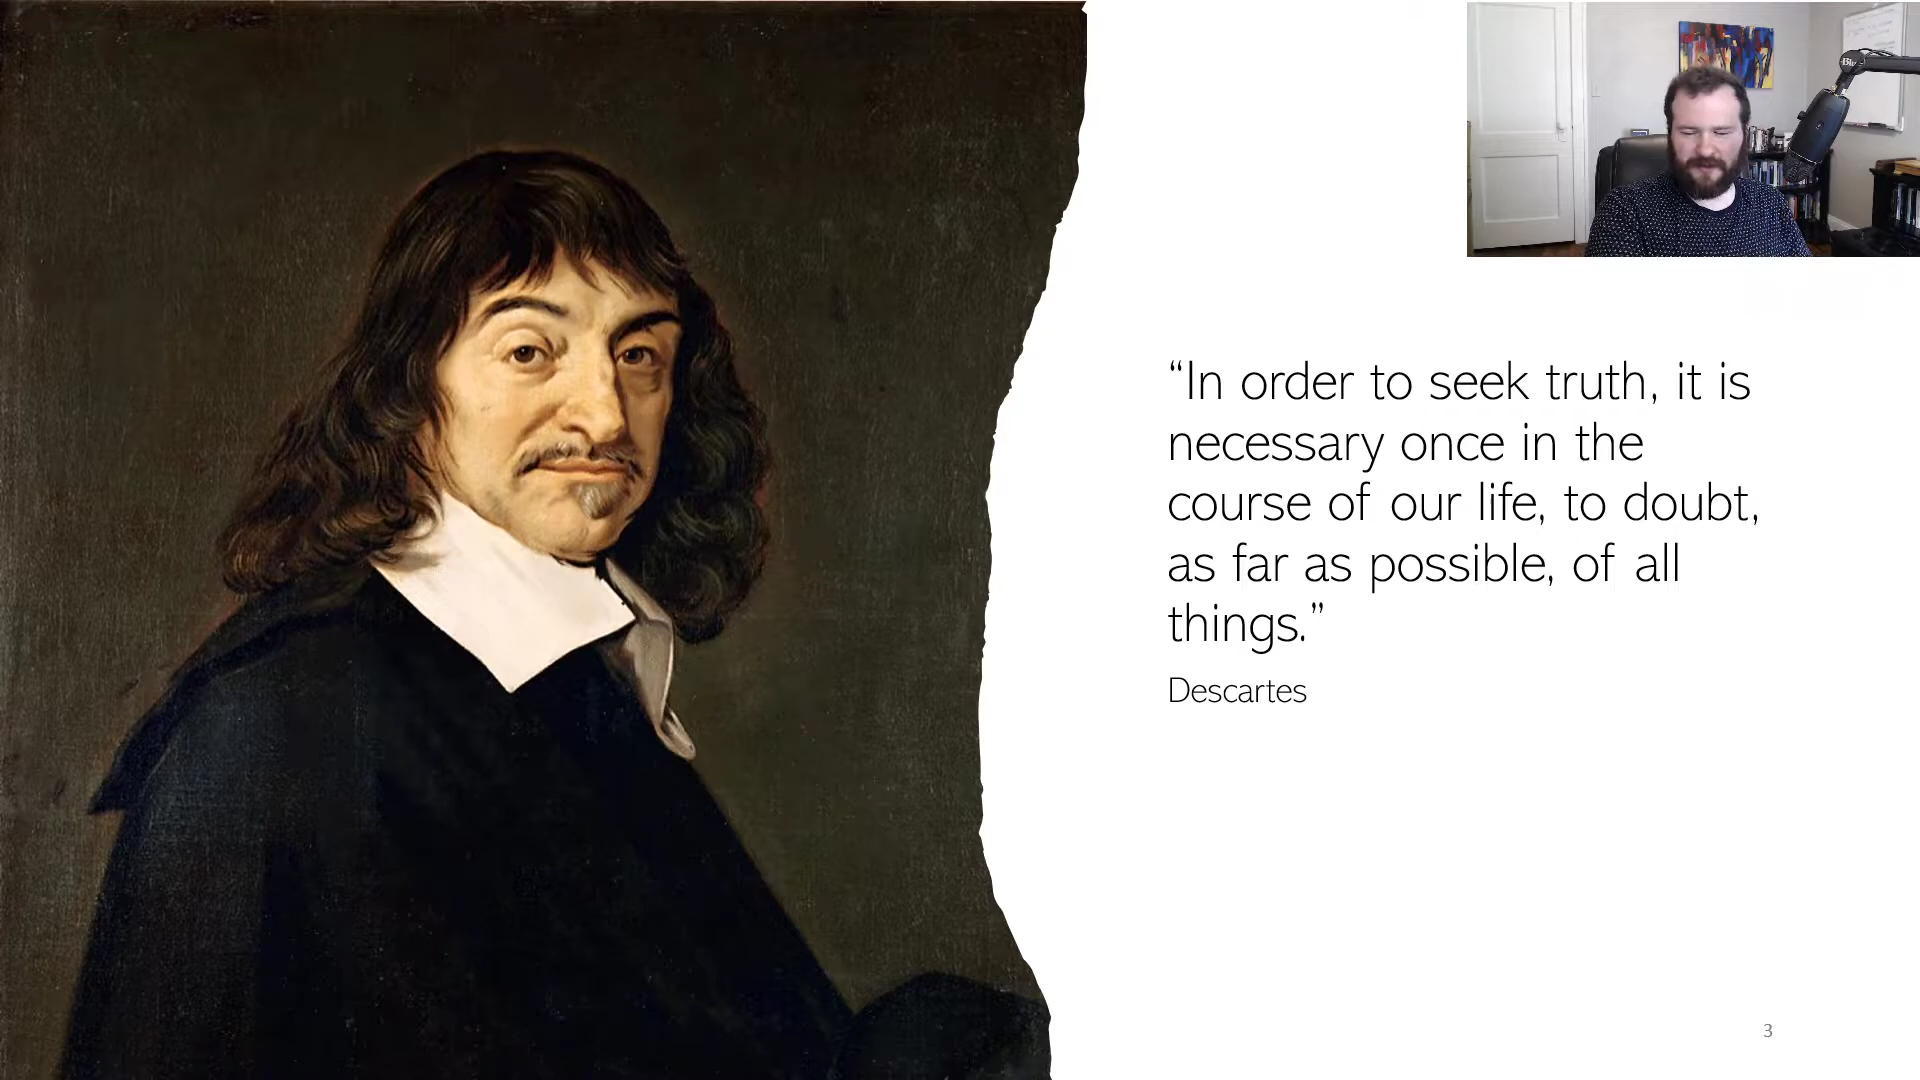 Blue
“In order to seek truth, it is
necessary once in the
course of our life, to doubt,
as far as possible, of all
things.”
Descartes
3